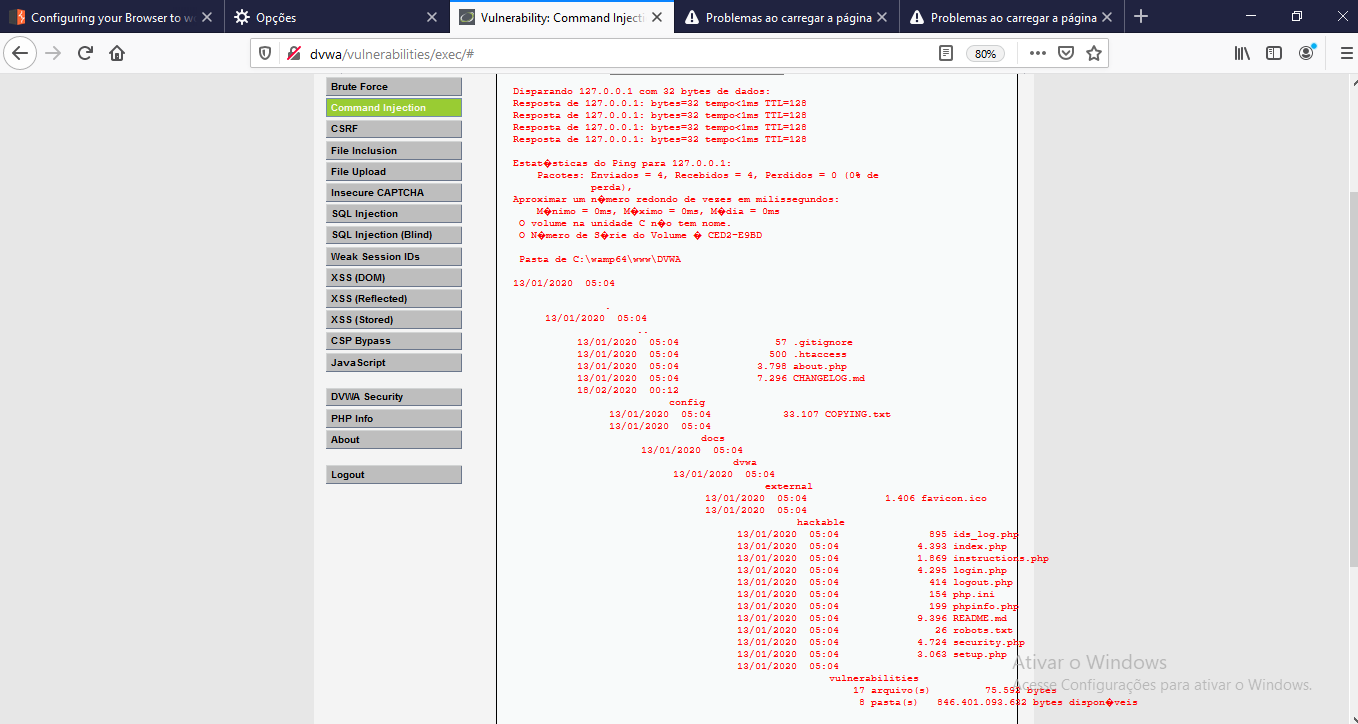 Configuring your Browser to w
Opções
Vulnerability: Command Injecti
Problemas ao carregar a página
Problemas ao carregar a página
dvwa/vulnerabilities/exec/#
80%
Brute Force
Command Injection
CSRF
File Inclusion
File Upload
Insecure CAPTCHA
SQL Injection
SQL Injection (Blind)
Weak Session IDs
XSS (DOM)
XSS (Reflected)
XSS (Stored)
CSP Bypass
JavaScript
DVWA Security
PHP Info
About
Logout
Disparando 127.0.0.1 com 32 bytes de dados:
Resposta de 127.0.0.1: bytes=32 tempo<1ms TTL=128
Resposta de 127.0.0.1: bytes=32 tempo<1ms TTL=128
Resposta de 127.0.0.1: bytes=32 tempo<1ms TTL=128
Resposta de 127.0.0.1: bytes=32 tempo<1ms TTL=128
Estat�sticas do Ping para 127.0.0.1:
Pacotes: Enviados = 4, Recebidos = 4, Perdidos = 0 (0% de
perda),
Aproximar um n�mero redondo de vezes em milissegundos:
M�nimo = 0ms, M�ximo = 0ms, M�dia = 0ms
O volume na unidade C n�o tem nome.
O N�mero de S�rie do Volume � CED2-E9BD
Pasta de C:\wamp64\www\DVWA
13/01/2020 05:04
.
13/01/2020 05:04
..
13/01/2020 05:04 57 .gitignore
13/01/2020 05:04 500 .htaccess
13/01/2020 05:04 3.798 about.php
13/01/2020 05:04 7.296 CHANGELOG.md
18/02/2020 00:12
config
13/01/2020 05:04 33.107 COPYING.txt
13/01/2020 05:04
docs
13/01/2020 05:04
dvwa
13/01/2020 05:04
external
13/01/2020 05:04 1.406 favicon.ico
13/01/2020 05:04
hackable
13/01/2020 05:04 895 ids_log.php
13/01/2020 05:04 4.393 index.php
13/01/2020 05:04 1.869 instructions.php
13/01/2020 05:04 4.295 login.php
13/01/2020 05:04 414 logout.php
13/01/2020 05:04 154 php.ini
13/01/2020 05:04 199 phpinfo.php
13/01/2020 05:04 9.396 README.md
13/01/2020 05:04 26 robots.txt
13/01/2020 05:04 4.724 security.php
13/01/2020 05:04 3.063 setup.php
13/01/2020 05:04
vulnerabilities
17 arquivo(s) 75.592 bytes
8 pasta(s) 846.401.093.632 bytes dispon�veis
Ativar o Windows
Acesse Configurações para ativar o Windows.